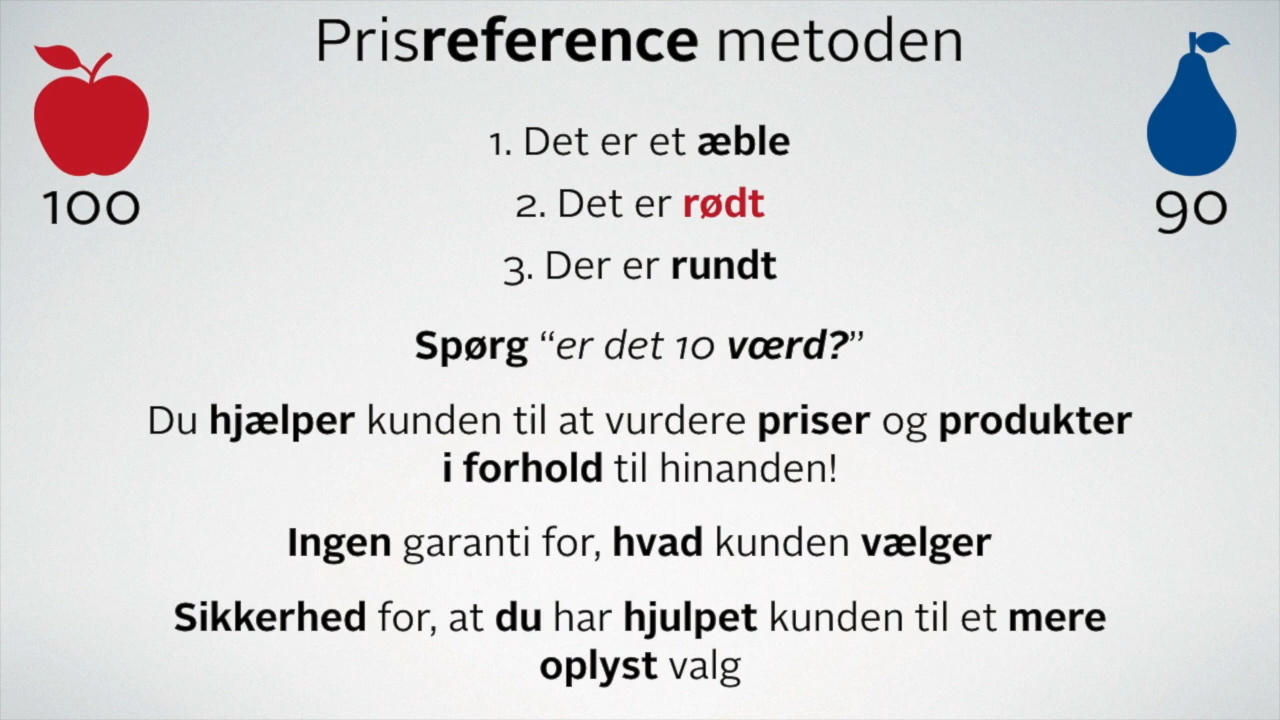 Prisreference metoden
100
90
1. Det er et æble
2. Det er rødt
3. Der er rundt
Spørg “er det 10 værd?”
Du hjælper kunden til at vurdere priser og produkter
i forhold til hinanden!
Ingen garanti for, hvad kunden vælger
Sikkerhed for, at du har hjulpet kunden til et mere
oplyst valg